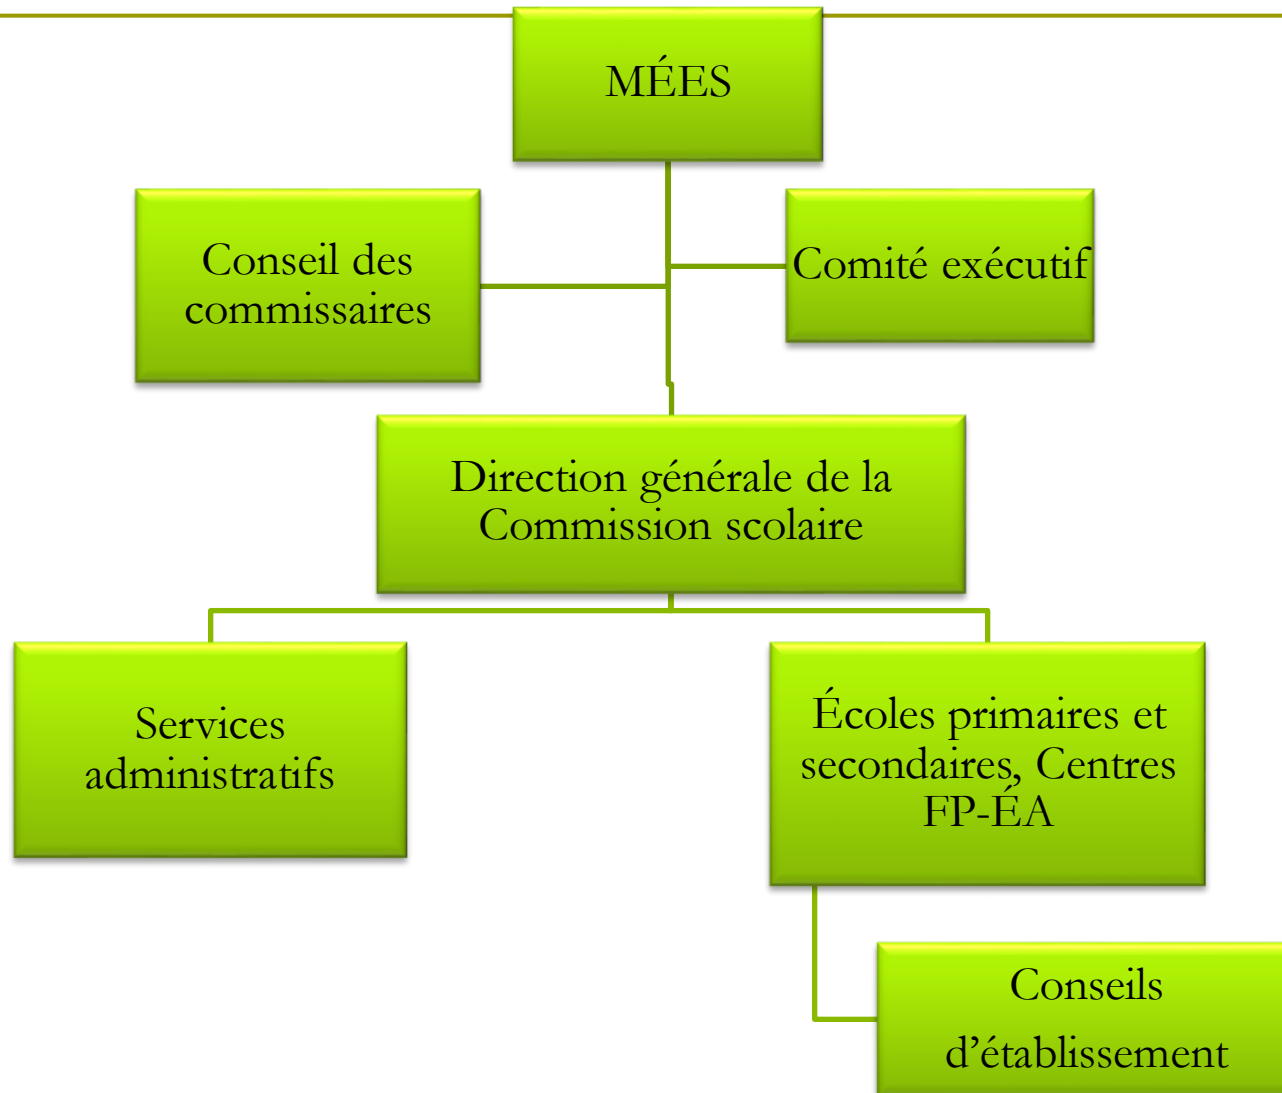 MÉES
Conseil des
commissaires
Comité exécutif
Direction générale de la
Commission scolaire
Services
administratifs
Écoles primaires et
secondaires, Centres
FP-ÉA
Conseils
d’établissement